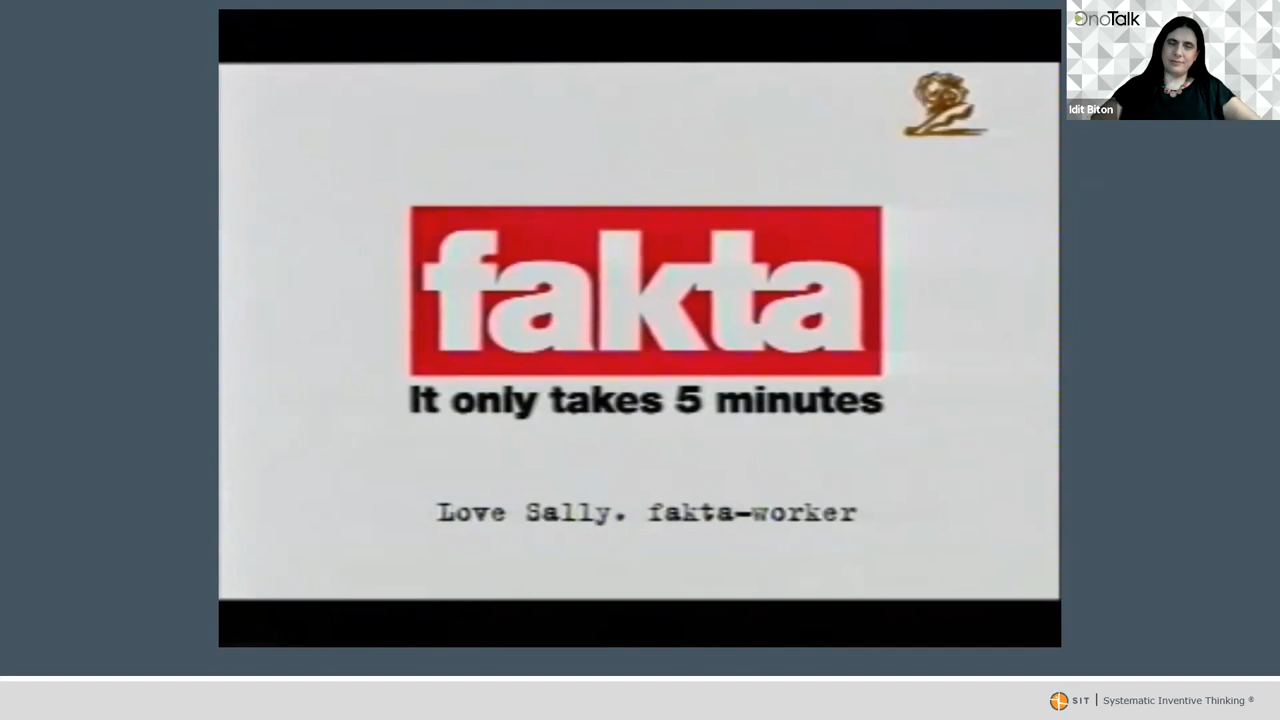 OnoTalk
Idit Biton
fakta
It only takes 5 minutes
Love Sally. fakta-worker
SIT | Systematic Inventive Thinking ®